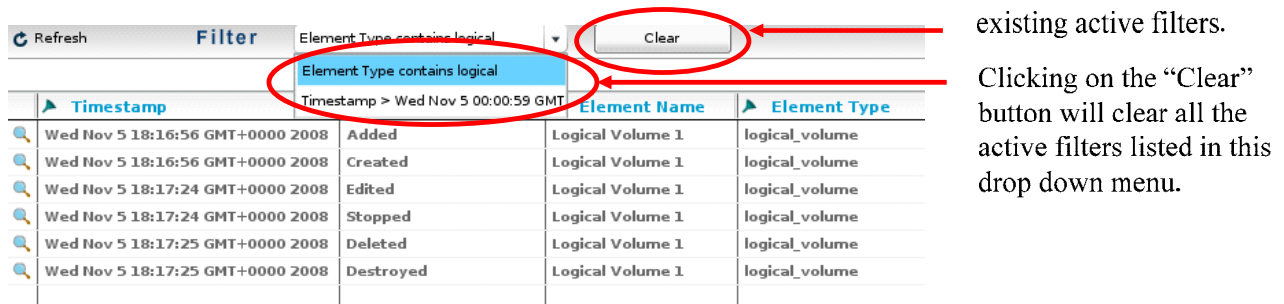 Refresh Filter Element Type contains logical Clear
existing active filters.
Element Type contains logical
Timestamp > Wed Nov 5 00:00:59 GMT
Clicking on the “Clear”
button will clear all the
active filters listed in this
drop down menu.
Timestamp Element Name Element Type
Wed Nov 5 18:16:56 GMT+0000 2008 Added Logical Volume 1 logical_volume
Wed Nov 5 18:16:56 GMT+0000 2008 Created Logical Volume 1 logical_volume
Wed Nov 5 18:17:24 GMT+0000 2008 Edited Logical Volume 1 logical_volume
Wed Nov 5 18:17:24 GMT+0000 2008 Stopped Logical Volume 1 logical_volume
Wed Nov 5 18:17:25 GMT+0000 2008 Deleted Logical Volume 1 logical_volume
Wed Nov 5 18:17:25 GMT+0000 2008 Destroyed Logical Volume 1 logical_volume